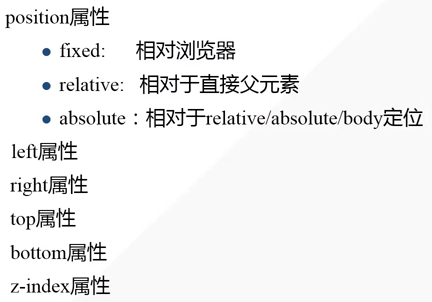 position属性
fixed: 相对浏览器
relative: 相对于直接父元素
absolute：相对于relative/absolute/body定位
left属性
right属性
top属性
bottom属性
z-index属性